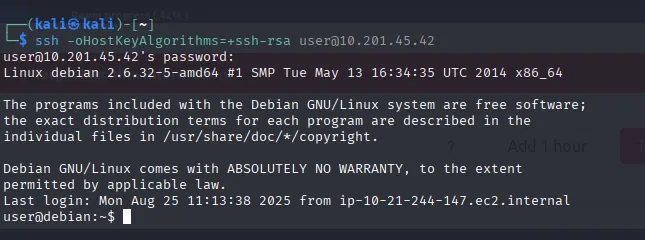 ┌──(kali㉿kali)-[~]
└─$ ssh -oHostKeyAlgorithms=+ssh-rsa user@10.201.45.42
user@10.201.45.42's password:
Linux debian 2.6.32-5-amd64 #1 SMP Tue May 13 16:34:35 UTC 2014 x86_64
The programs included with the Debian GNU/Linux system are free software;
the exact distribution terms for each program are described in the
individual files in /usr/share/doc/*/copyright.
? Add 1 hour
Debian GNU/Linux comes with ABSOLUTELY NO WARRANTY, to the extent
permitted by applicable law.
Last login: Mon Aug 25 11:13:38 2025 from ip-10-21-244-147.ec2.internal
user@debian:~$